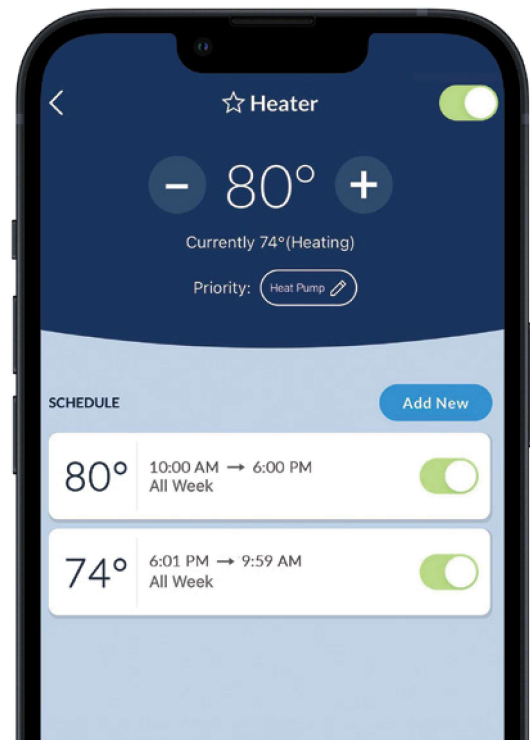 Heater
80°
Currently 74°(Heating)
Priority: Heat Pump
SCHEDULE
Add New
80°
10:00 AM → 6:00 PM
All Week
74°
6:01 PM → 9:59 AM
All Week